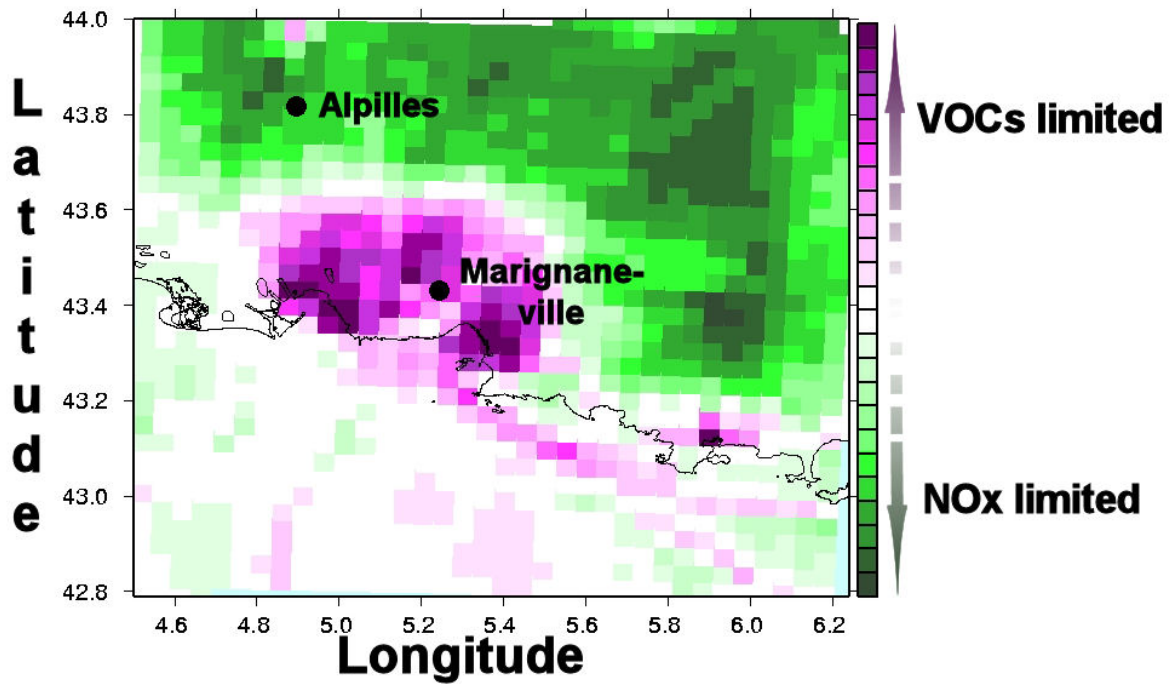 44.0
43.8
43.6
43.4
43.2
43.0
42.8
Latitude
Alpilles
Marignane-
ville
VOCs limited
NOx limited
4.6 4.8 5.0 5.2 5.4 5.6 5.8 6.0 6.2
Longitude